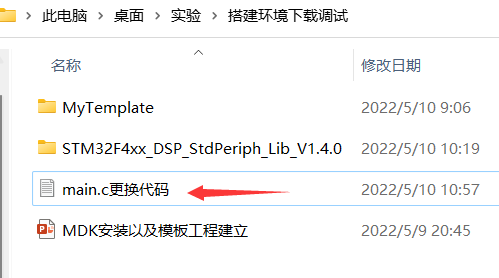 此电脑 > 桌面 > 实验 > 搭建环境下载调试
名称 修改日期
MyTemplate 2022/5/10 9:06
STM32F4xx_DSP_StdPeriph_Lib_V1.4.0 2022/5/10 10:19
main.c更换代码 2022/5/10 10:57
MDK安装以及模板工程建立 2022/5/9 20:45